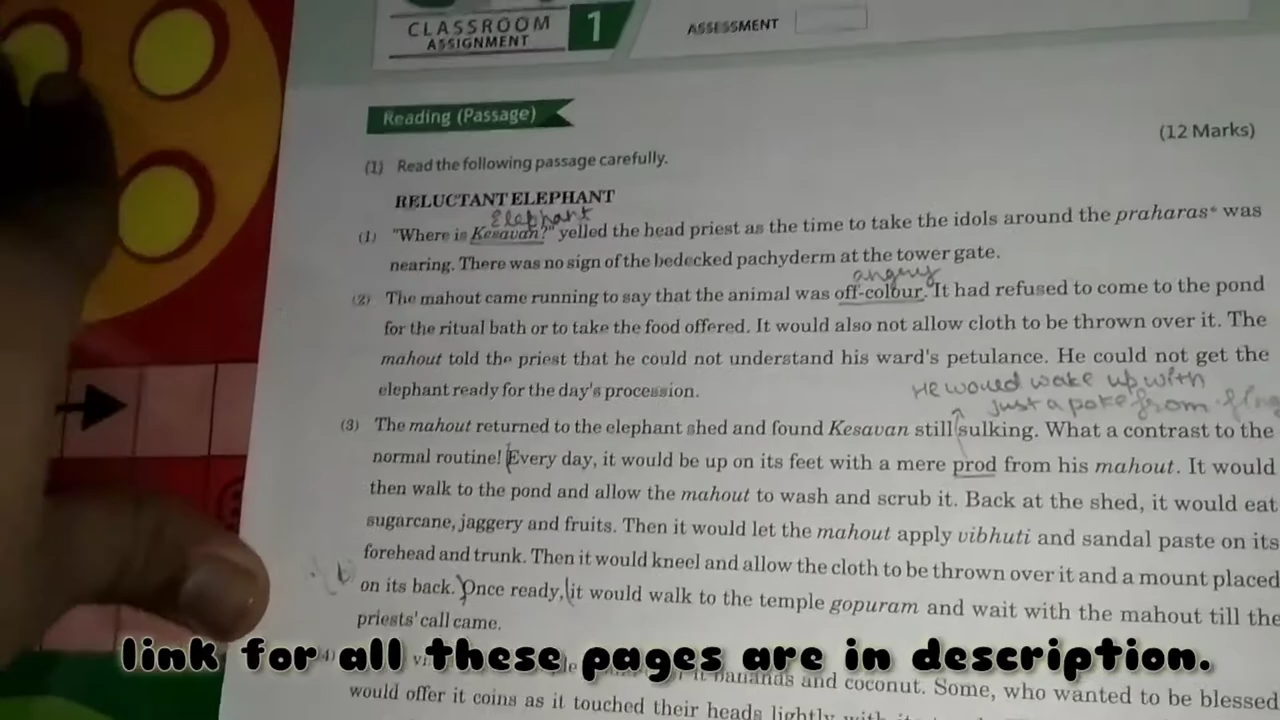 CLASSROOM
ASSIGNMENT
1
ASSESSMENT
Reading (Passage)
(12 Marks)
(1) Read the following passage carefully.
RELUCTANT ELEPHANT
Elephant
(1) "Where is Kesavan?" yelled the head priest as the time to take the idols around the praharas* was
nearing. There was no sign of the bedecked pachyderm at the tower gate.
angry
(2) The mahout came running to say that the animal was off-colour. It had refused to come to the pond
for the ritual bath or to take the food offered. It would also not allow cloth to be thrown over it. The
mahout told the priest that he could not understand his ward's petulance. He could not get the
elephant ready for the day's procession.
He would wake up with
just a poke from
(3) The mahout returned to the elephant shed and found Kesavan still sulking. What a contrast to the
normal routine! Every day, it would be up on its feet with a mere prod from his mahout. It would
then walk to the pond and allow the mahout to wash and scrub it. Back at the shed, it would eat
sugarcane, jaggery and fruits. Then it would let the mahout apply vibhuti and sandal paste on its
forehead and trunk. Then it would kneel and allow the cloth to be thrown over it and a mount placed
on its back. Once ready, it would walk to the temple gopuram and wait with the mahout till the
priests' call came.
link for all these pages are in description.
bananas and coconut. Some, who wanted to be blessed
would offer it coins as it touched their heads lightly with